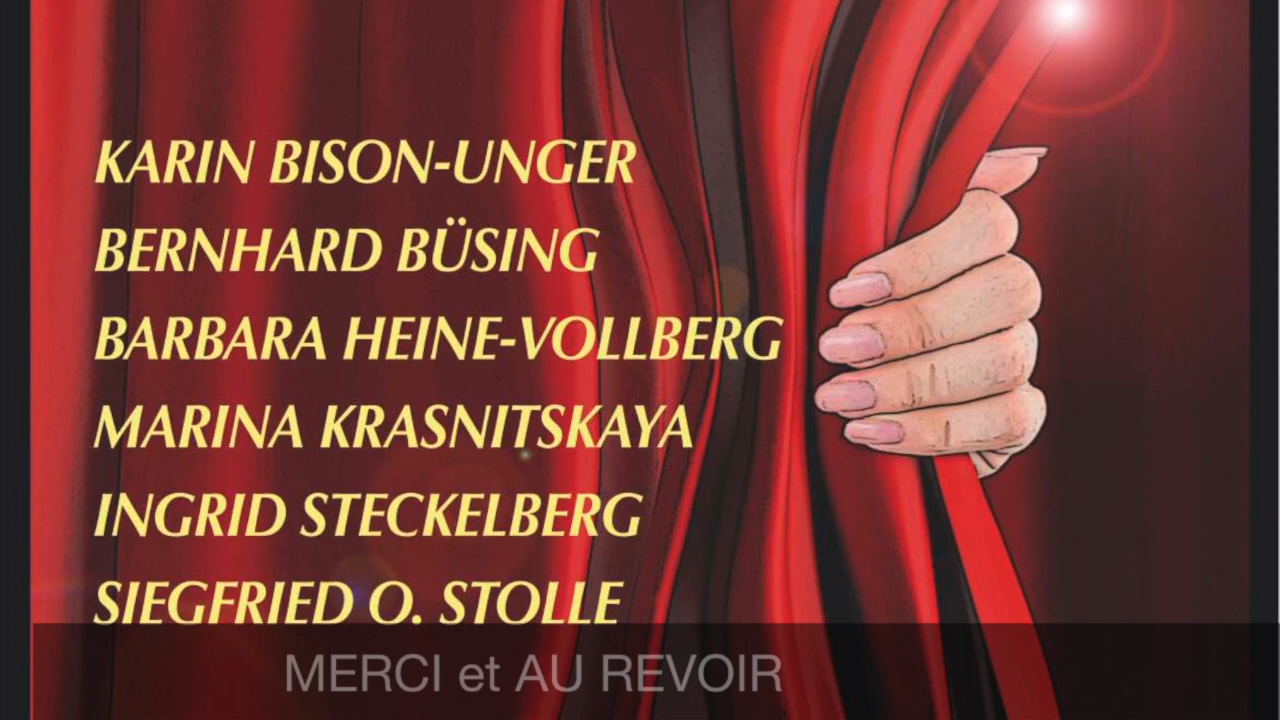 KARIN BISON-UNGER
BERNHARD BÜSING
BARBARA HEINE-VOLLBERG
MARINA KRASNITSKAYA
INGRID STECKELBERG
SIEGFRIED O. STOLLE
MERCI et AU REVOIR